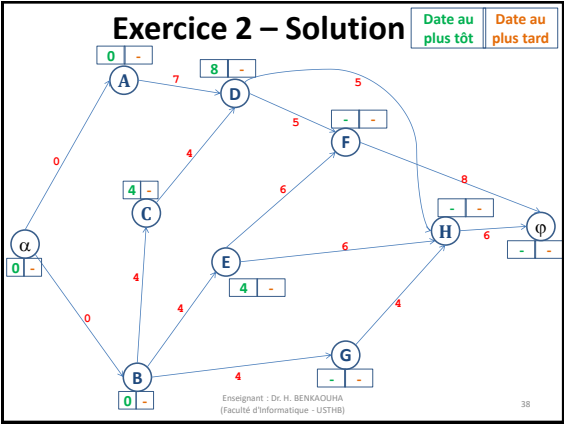 Exercice 2 – Solution
Date au plus tôt
Date au plus tard
0 -
A
7
8 -
D
5
- -
F
5
0
4
6
8
4 -
C
- -
H
6
φ
- -
α
0 -
E
6
4 -
4
4
0
4
G
- -
4
B
0 -
Enseignant : Dr. H. BENKAOUHA
(Faculté d'Informatique - USTHB)
38